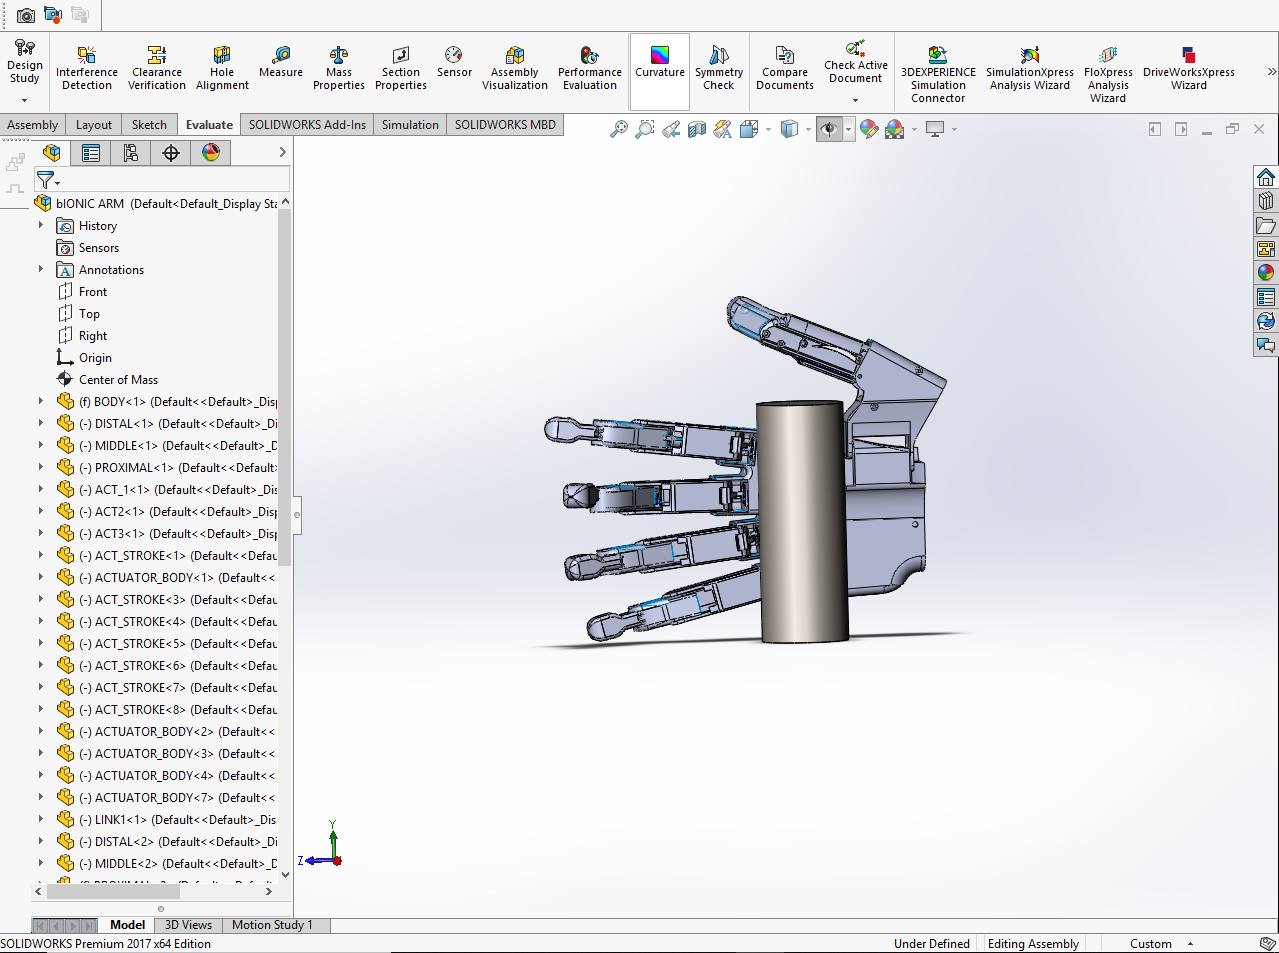 Design
Study
Interference
Detection
Clearance
Verification
Hole
Alignment
Measure
Mass
Properties
Section
Properties
Sensor
Assembly
Visualization
Performance
Evaluation
Curvature
Symmetry
Check
Compare
Documents
Check Active
Document
3DEXPERIENCE
Simulation
Connector
SimulationXpress
Analysis Wizard
FloXpress
Analysis
Wizard
DriveWorksXpress
Wizard
Assembly Layout Sketch Evaluate SOLIDWORKS Add-Ins Simulation SOLIDWORKS MBD
bIONIC ARM (Default<Default_Display Sta
History
Sensors
Annotations
Front
Top
Right
Origin
Center of Mass
(f) BODY<1> (Default<<Default>_Disp
(-) DISTAL<1> (Default<<Default>_Di
(-) MIDDLE<1> (Default<<Default>_D
(-) PROXIMAL<1> (Default<<Default>
(-) ACT_1<1> (Default<<Default>_Dis
(-) ACT2<1> (Default<<Default>_Disp
(-) ACT3<1> (Default<<Default>_Disp
(-) ACT_STROKE<1> (Default<<Defau
(-) ACTUATOR_BODY<1> (Default<<
(-) ACT_STROKE<3> (Default<<Defau
(-) ACT_STROKE<4> (Default<<Defau
(-) ACT_STROKE<5> (Default<<Defau
(-) ACT_STROKE<6> (Default<<Defau
(-) ACT_STROKE<7> (Default<<Defau
(-) ACT_STROKE<8> (Default<<Defau
(-) ACTUATOR_BODY<2> (Default<<
(-) ACTUATOR_BODY<3> (Default<<
(-) ACTUATOR_BODY<4> (Default<<
(-) ACTUATOR_BODY<7> (Default<<
(-) LINK1<1> (Default<<Default>_Dis
(-) DISTAL<2> (Default<<Default>_Di
(-) MIDDLE<2> (Default<<Default>_D
Y
Z
Model 3D Views Motion Study 1
SOLIDWORKS Premium 2017 x64 Edition Under Defined Editing Assembly Custom